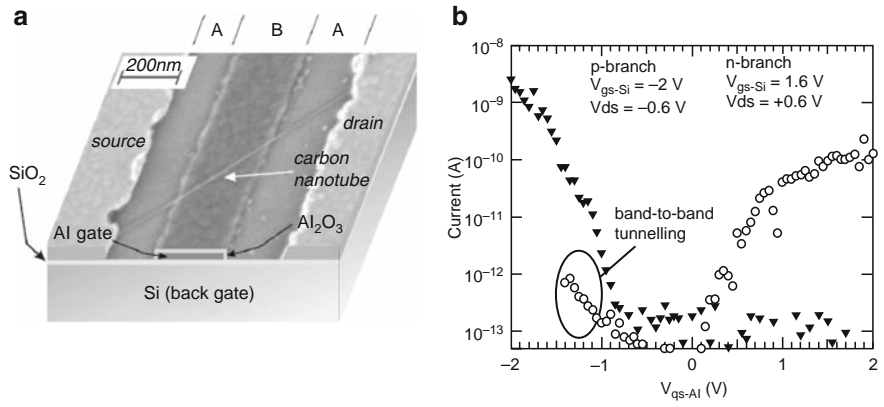 a
A B A
200nm
source
drain
carbon
nanotube
SiO2
Al gate
Al2O3
Si (back gate)
b
p-branch
Vgs-Si = –2 V
Vds = –0.6 V
n-branch
Vgs-Si = 1.6 V
Vds = +0.6 V
band-to-band
tunnelling
Current (A)
10–8
10–9
10–10
10–11
10–12
10–13
–2 –1 0 1 2
Vqs-Al (V)